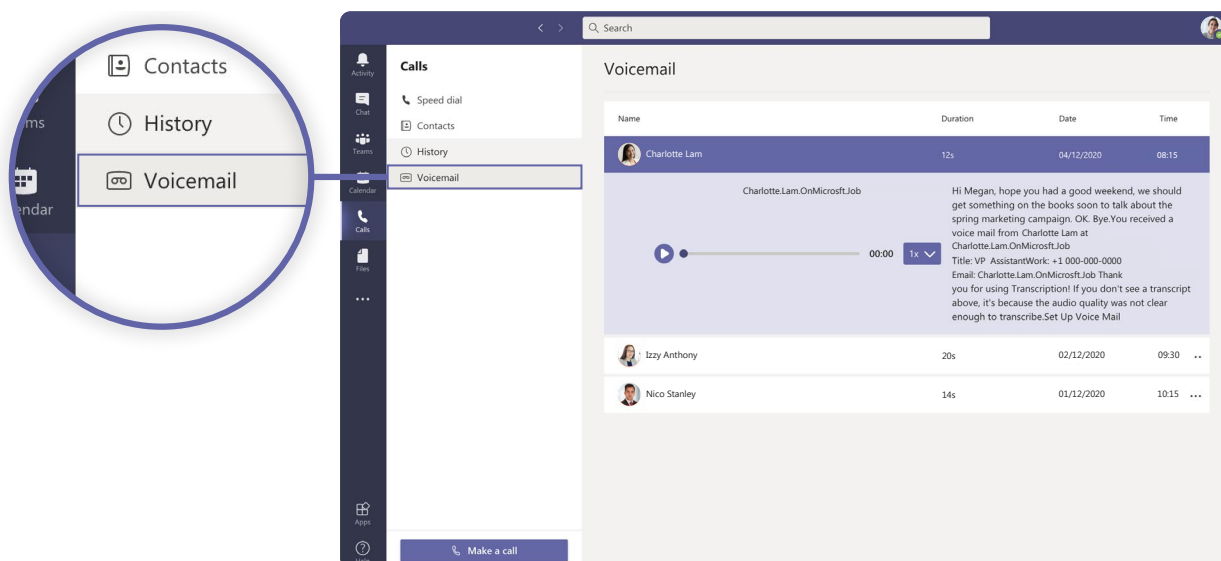 Contacts
ms
History
Voicemail
endar
Search
Activity
Chat
Teams
Calendar
Calls
Files
Apps
Calls
Speed dial
Contacts
History
Voicemail
Make a call
Voicemail
Name Duration Date Time
Charlotte Lam 12s 04/12/2020 08:15
Charlotte.Lam.OnMicrosft.Job
00:00 1x
Hi Megan, hope you had a good weekend, we should
get something on the books soon to talk about the
spring marketing campaign. OK. Bye.You received a
voice mail from Charlotte Lam at
Charlotte.Lam.OnMicrosft.Job
Title: VP AssistantWork: +1 000-000-0000
Email: Charlotte.Lam.OnMicrosft.Job Thank
you for using Transcription! If you don't see a transcript
above, it's because the audio quality was not clear
enough to transcribe.Set Up Voice Mail
Izzy Anthony 20s 02/12/2020 09:30
Nico Stanley 14s 01/12/2020 10:15